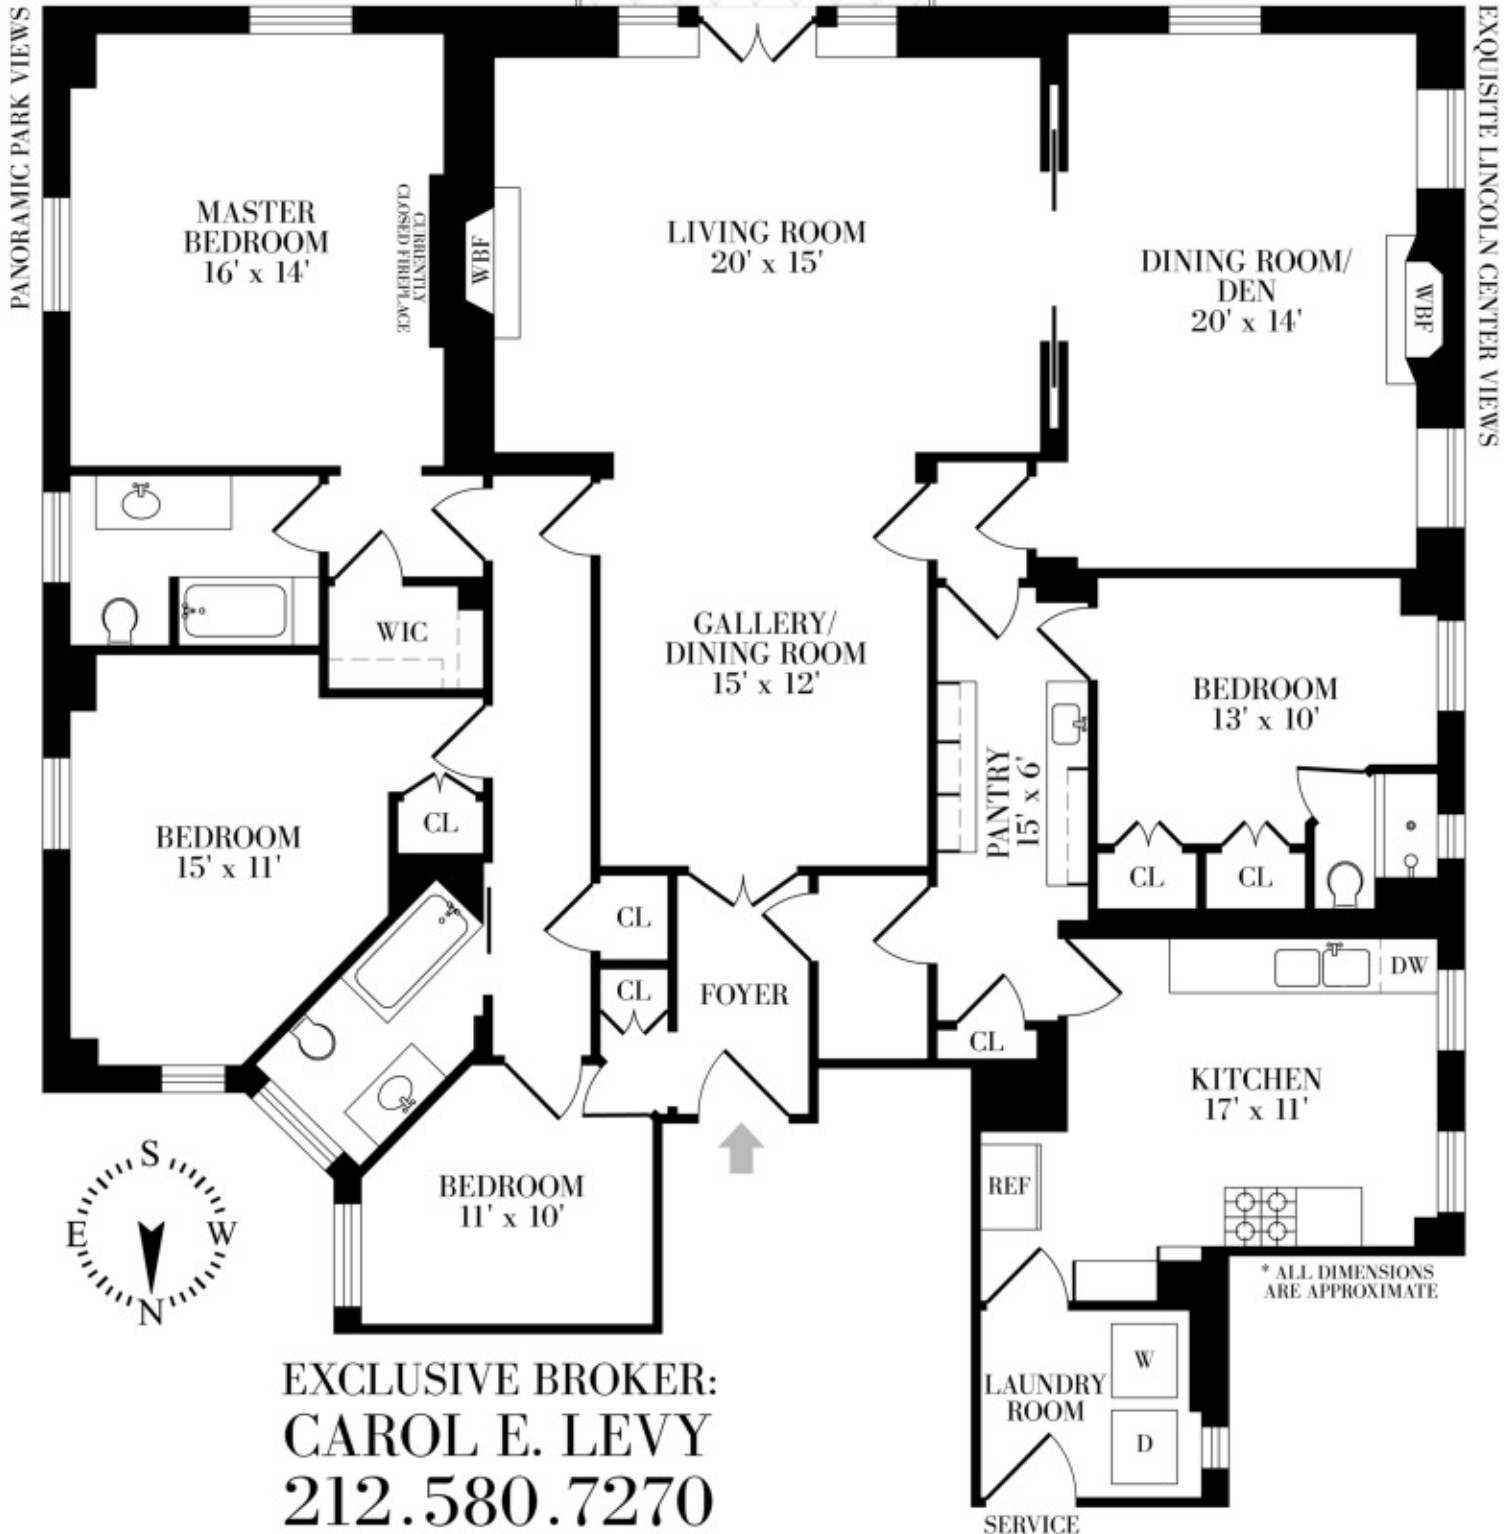 PANORAMIC PARK VIEWS
EXQUISITE LINCOLN CENTER VIEWS
MASTER
BEDROOM
16' x 14'
CURRENTLY
CLOSED FIREPLACE
WBF
LIVING ROOM
20' x 15'
DINING ROOM/
DEN
20' x 14'
WBF
WIC
GALLERY/
DINING ROOM
15' x 12'
BEDROOM
13' x 10'
PANTRY
15' x 6'
BEDROOM
15' x 11'
CL
CL
CL
CL
CL
FOYER
CL
DW
KITCHEN
17' x 11'
REF
BEDROOM
11' x 10'
S
E
W
N
* ALL DIMENSIONS
ARE APPROXIMATE
LAUNDRY
ROOM
W
D
SERVICE
EXCLUSIVE BROKER:
CAROL E. LEVY
212.580.7270